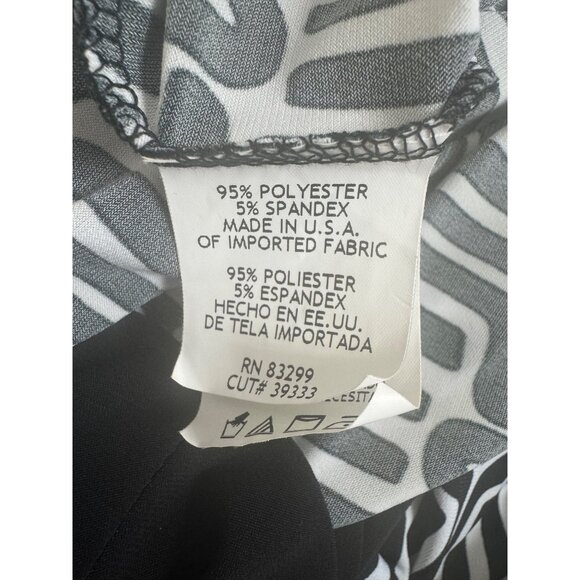 95% POLYESTER
5% SPANDEX
MADE IN U.S.A.
OF IMPORTED FABRIC
95% POLIESTER
5% ESPANDEX
HECHO EN EE.UU.
DE TELA IMPORTADA
RN 83299
CUT# 39333